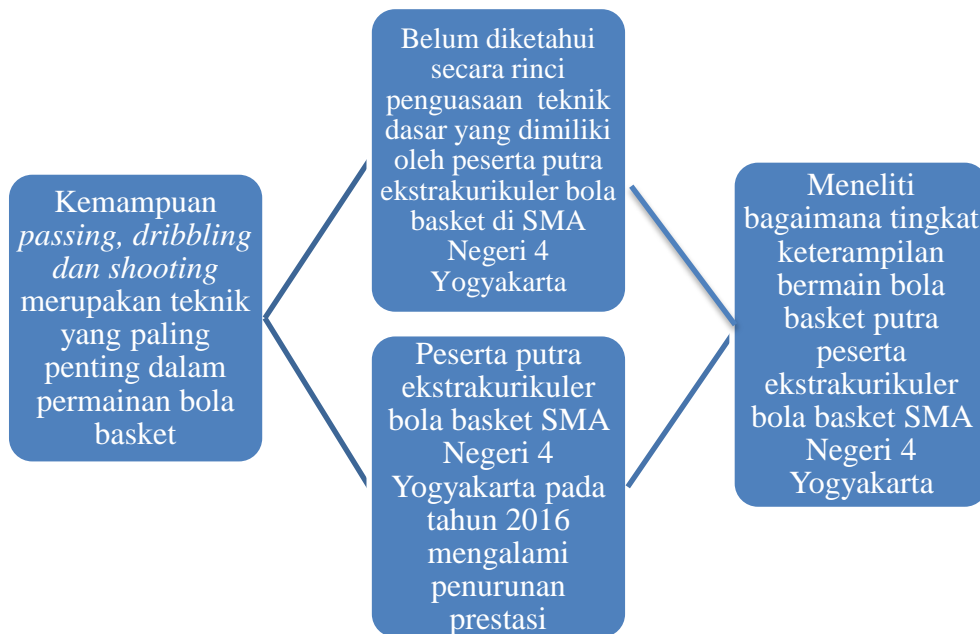 Kemampuan
passing, dribbling
dan shooting
merupakan teknik
yang paling
penting dalam
permainan bola
basket
Belum diketahui
secara rinci
penguasaan teknik
dasar yang dimiliki
oleh peserta putra
ekstrakurikuler bola
basket di SMA
Negeri 4
Yogyakarta
Peserta putra
ekstrakurikuler
bola basket SMA
Negeri 4
Yogyakarta pada
tahun 2016
mengalami
penurunan
prestasi
Meneliti
bagaimana tingkat
keterampilan
bermain bola
basket putra
peserta
ekstrakurikuler
bola basket SMA
Negeri 4
Yogyakarta